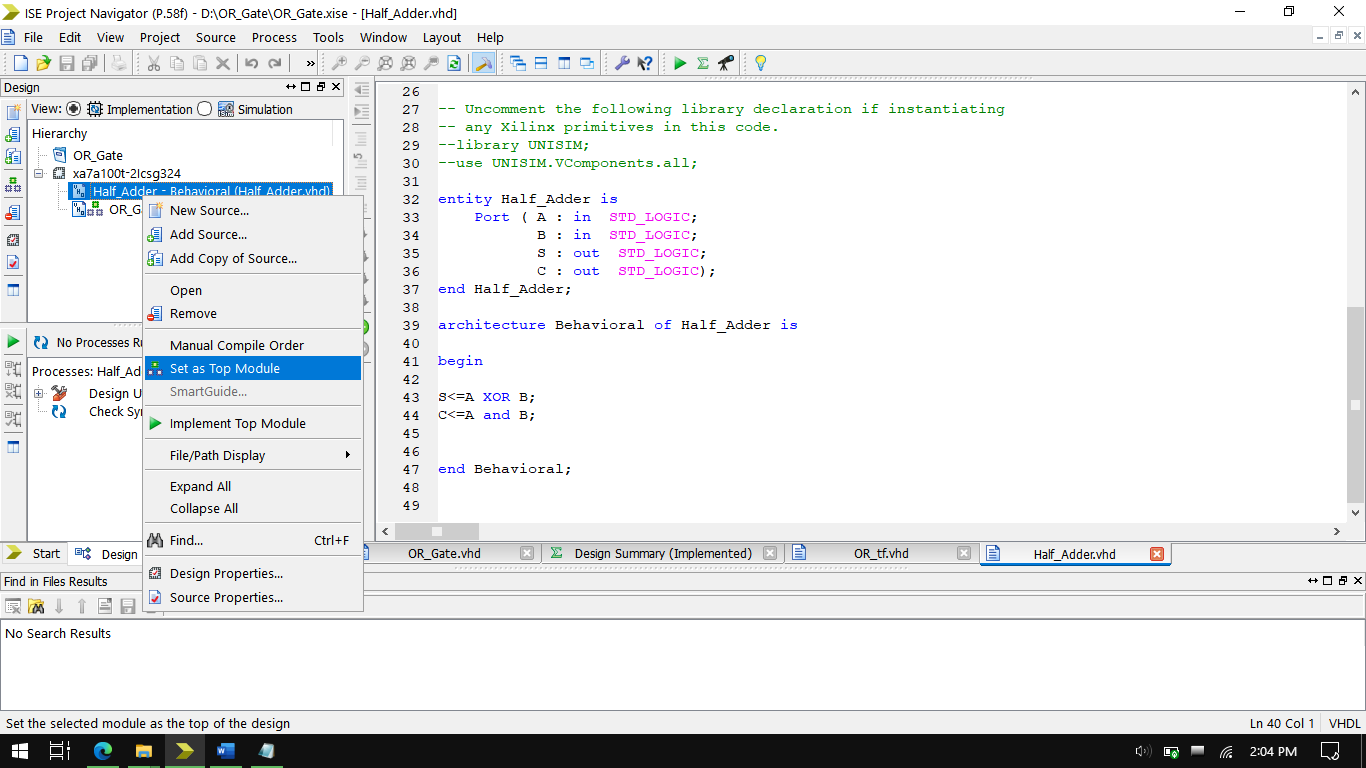 ISE Project Navigator (P.58f) - D:\OR_Gate\OR_Gate.xise - [Half_Adder.vhd]
File Edit View Project Source Process Tools Window Layout Help
»
Design
View: Implementation Simulation
Hierarchy
OR_Gate
xa7a100t-2Icsg324
Half_Adder - Behavioral (Half_Adder.vhd)
OR_G
New Source...
Add Source...
Add Copy of Source...
Open
Remove
Manual Compile Order
Set as Top Module
SmartGuide...
Implement Top Module
File/Path Display
Expand All
Collapse All
Find... Ctrl+F
Design Properties...
Source Properties...
No Processes Ru
Processes: Half_Ad
Design U
Check Sy
26
27 -- Uncomment the following library declaration if instantiating
28 -- any Xilinx primitives in this code.
29 --library UNISIM;
30 --use UNISIM.VComponents.all;
31
32 entity Half_Adder is
33 Port ( A : in STD_LOGIC;
34 B : in STD_LOGIC;
35 S : out STD_LOGIC;
36 C : out STD_LOGIC);
37 end Half_Adder;
38
39 architecture Behavioral of Half_Adder is
40
41 begin
42
43 S<=A XOR B;
44 C<=A and B;
45
46
47 end Behavioral;
48
49
Start Design OR_Gate.vhd Design Summary (Implemented) OR_tf.vhd Half_Adder.vhd
Find in Files Results
No Search Results
Set the selected module as the top of the design Ln 40 Col 1 VHDL
2:04 PM